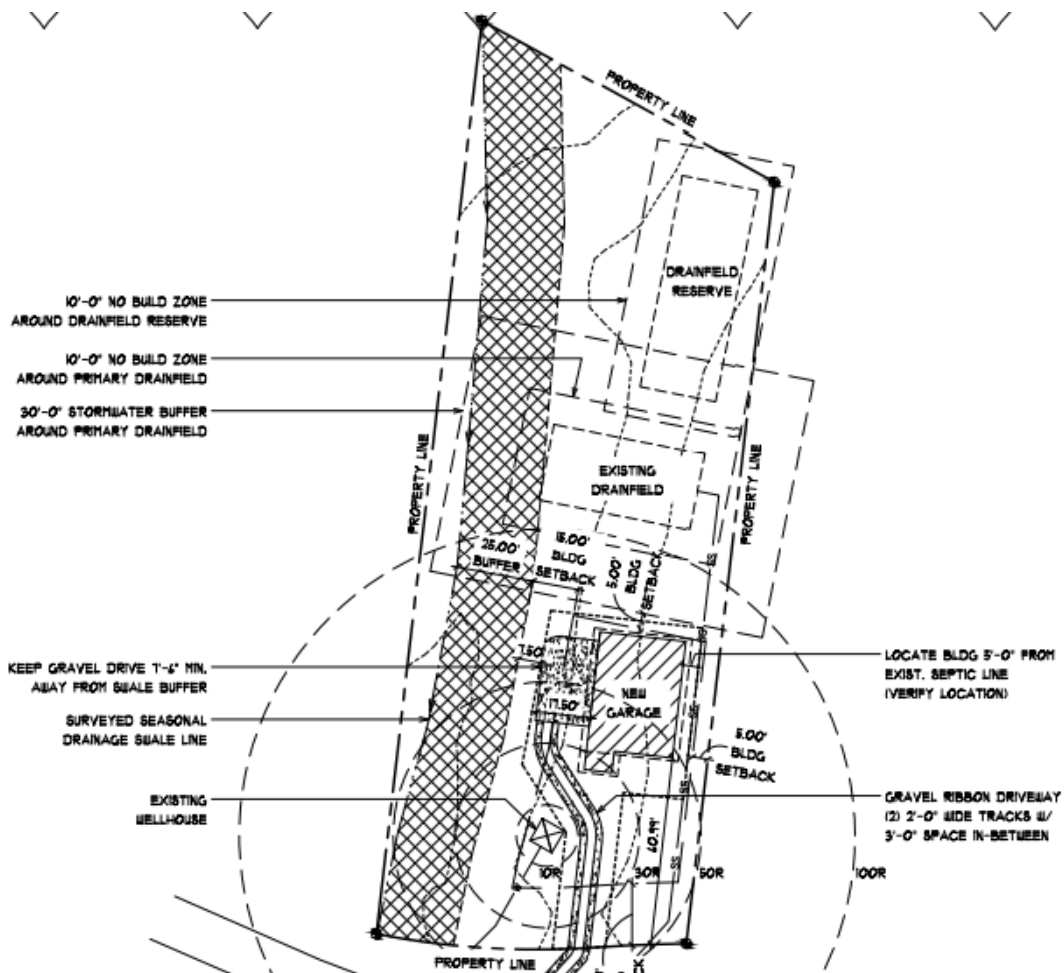 PROPERTY LINE
DRAINFIELD
RESERVE
10'-0" NO BUILD ZONE
AROUND DRAINFIELD RESERVE
10'-0" NO BUILD ZONE
AROUND PRIMARY DRAINFIELD
30'-0" STORMWATER BUFFER
AROUND PRIMARY DRAINFIELD
PROPERTY LINE
PROPERTY LINE
EXISTING
DRAINFIELD
25.00'
BUFFER
15.00'
BLDG
SETBACK
5.00'
BLDG
SETBACK
SS
KEEP GRAVEL DRIVE 7'-6" MIN.
AWAY FROM SWALE BUFFER
7.50'
17.50'
NEW
GARAGE
LOCATE BLDG 5'-0" FROM
EXIST. SEPTIC LINE
(VERIFY LOCATION)
SURVEYED SEASONAL
DRAINAGE SWALE LINE
SS
5.00'
BLDG
SETBACK
SS
EXISTING
WELLHOUSE
GRAVEL RIBBON DRIVEWAY
(2) 2'-0" WIDE TRACKS W/
3'-0" SPACE IN-BETWEEN
60.99'
SS
10R
30R
50R
100R
PROPERTY LINE